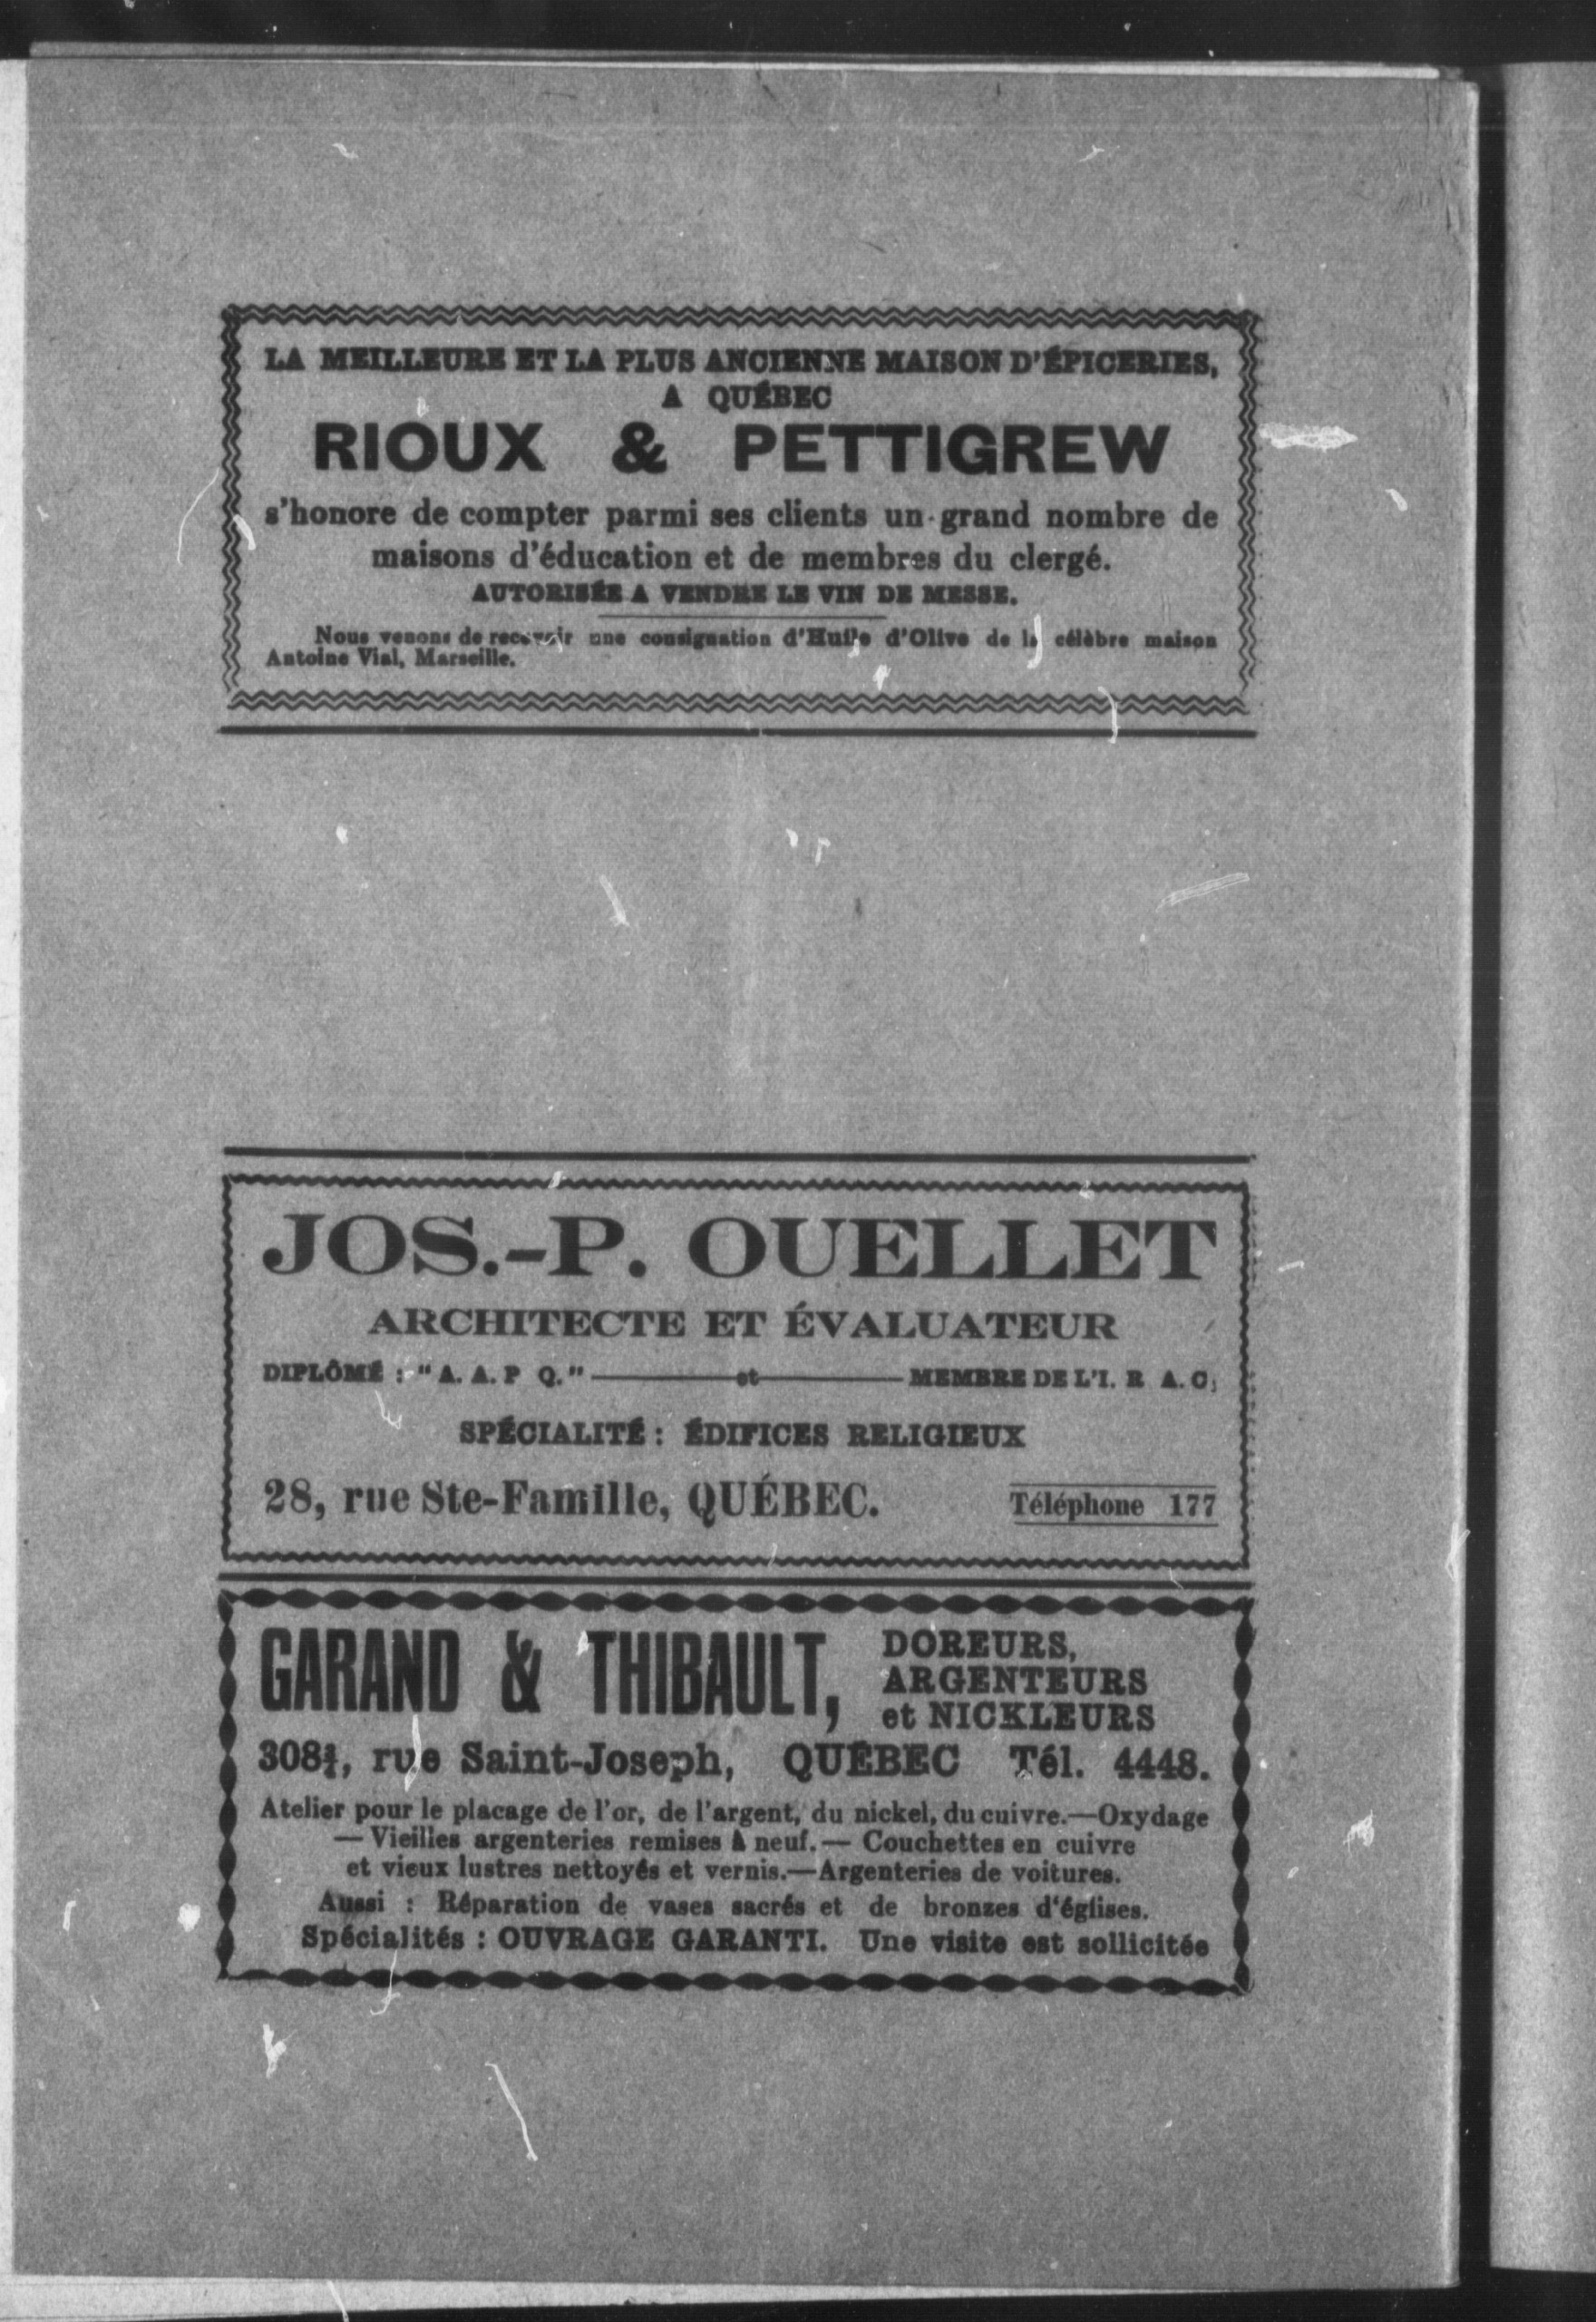 LA MEILLEURE ET LA PLUS ANCIENNE MAISON D'ÉPICERIES,
A QUÉBEC
RIOUX & PETTIGREW
s'honore de compter parmi ses clients un grand nombre de
maisons d'éducation et de membres du clergé.
AUTORISÉE A VENDRE LE VIN DE MESSE.
Nous venons de recevoir une consignation d'Huile d'Olive de la célèbre maison
Antoine Vial, Marseille.
JOS.-P. OUELLET
ARCHITECTE ET ÉVALUATEUR
DIPLÔMÉ : " A. A. P Q. " ——— et ——— MEMBRE DE L'I. R A. C.
SPÉCIALITÉ : ÉDIFICES RELIGIEUX
28, rue Ste-Famille, QUÉBEC. Téléphone 177
GARAND & THIBAULT, DOREURS,
ARGENTEURS
et NICKLEURS
308¾, rue Saint-Joseph, QUÉBEC Tél. 4448.
Atelier pour le placage de l'or, de l'argent, du nickel, du cuivre.—Oxydage
— Vieilles argenteries remises à neuf. — Couchettes en cuivre
et vieux lustres nettoyés et vernis.—Argenteries de voitures.
Aussi : Réparation de vases sacrés et de bronzes d'églises.
Spécialités : OUVRAGE GARANTI. Une visite est sollicitée